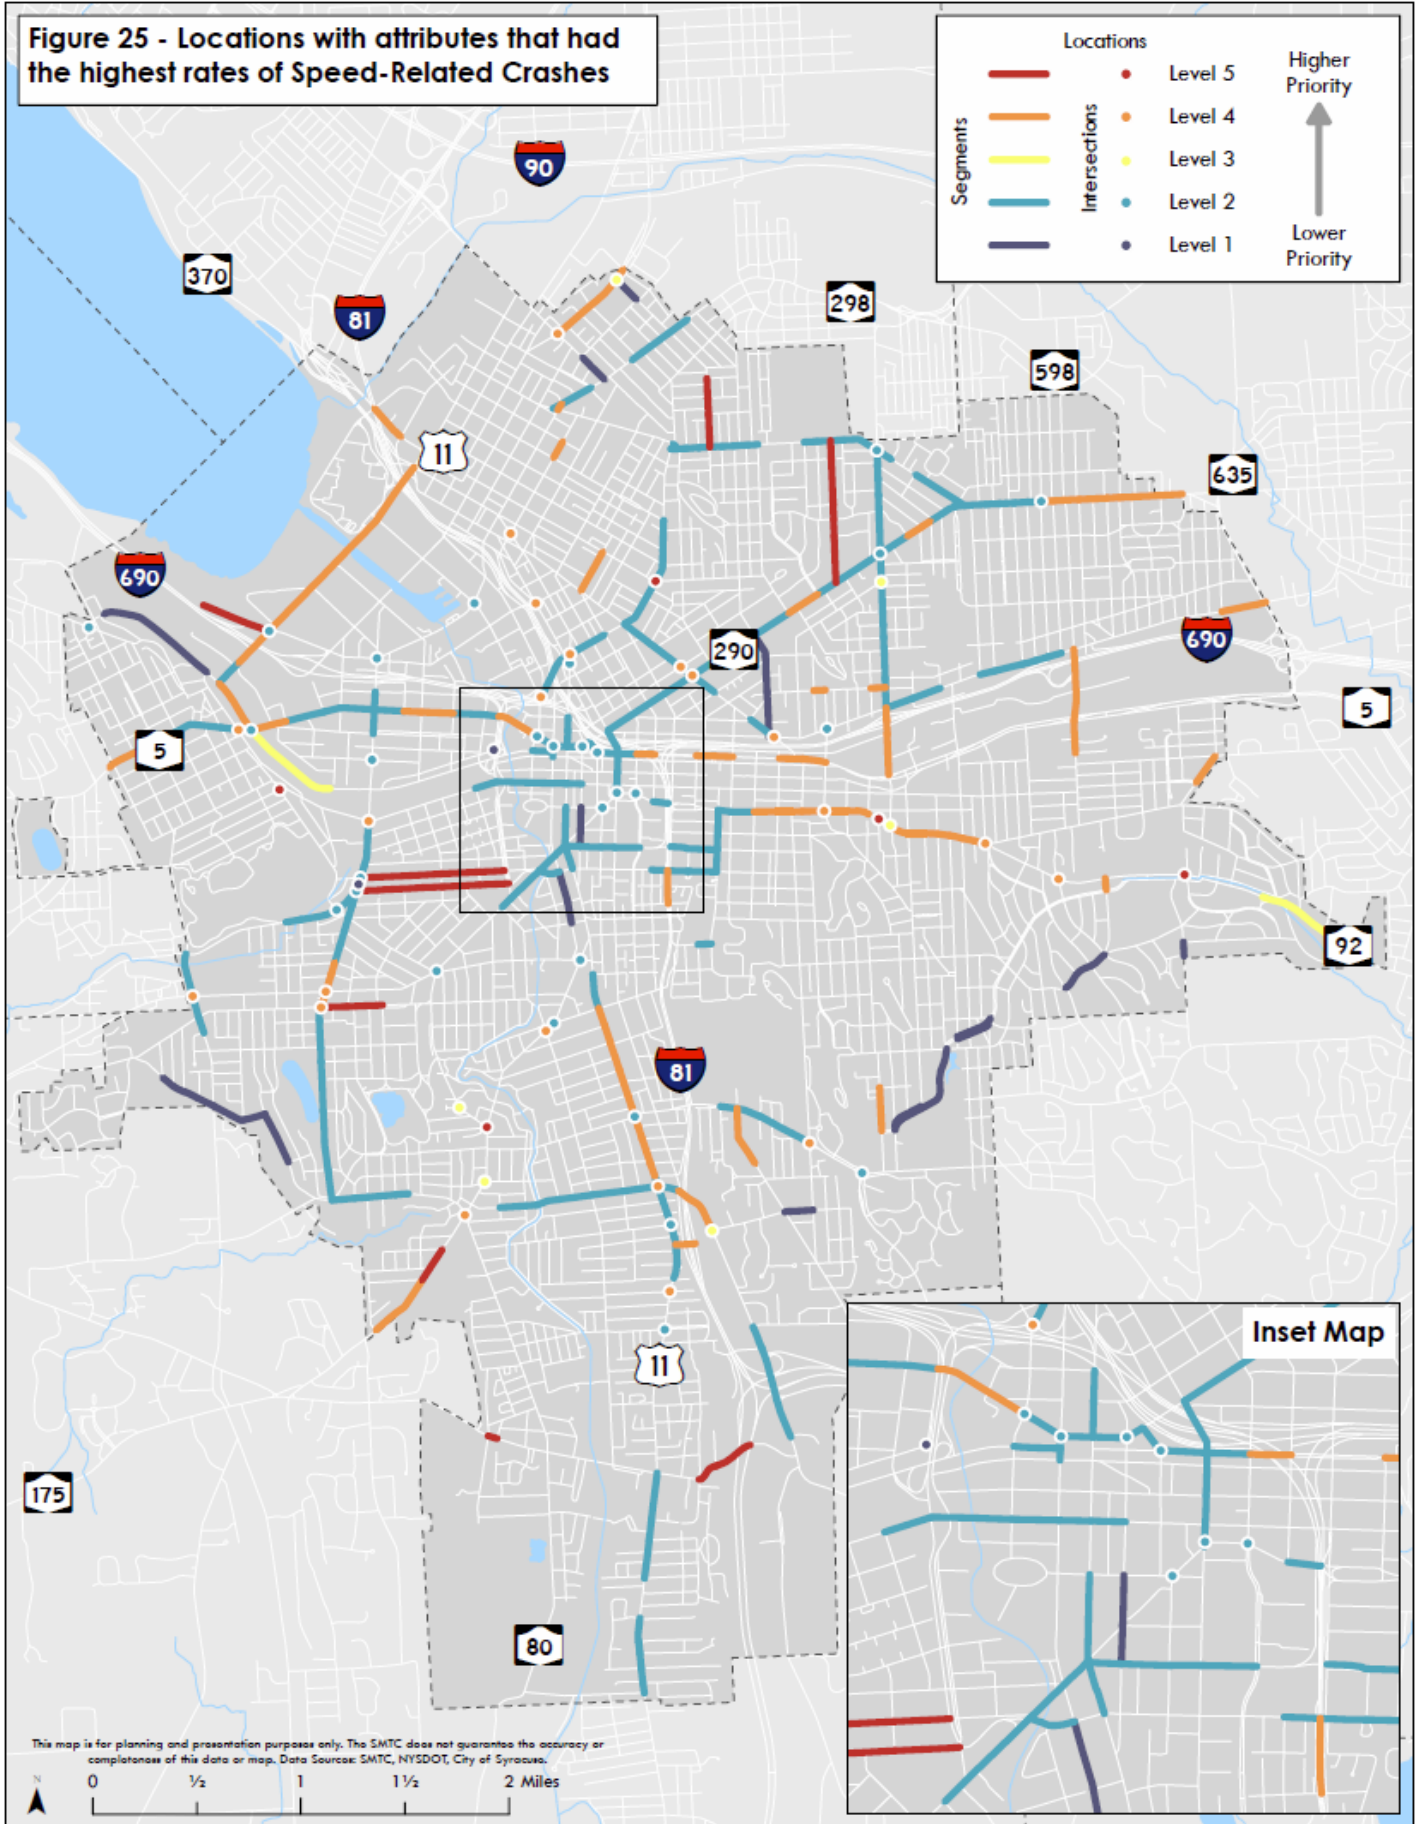 Figure 25 - Locations with attributes that had
the highest rates of Speed-Related Crashes
Locations
Segments
Intersections
Level 5
Level 4
Level 3
Level 2
Level 1
Higher
Priority
Lower
Priority
90
370
81
298
598
11
635
690
290
690
5
5
92
81
11
175
80
Inset Map
This map is for planning and presentation purposes only. The SMTC does not guarantee the accuracy or
completeness of this data or map. Data Sources: SMTC, NYSDOT, City of Syracuse.
N
0 ½ 1 1½ 2 Miles